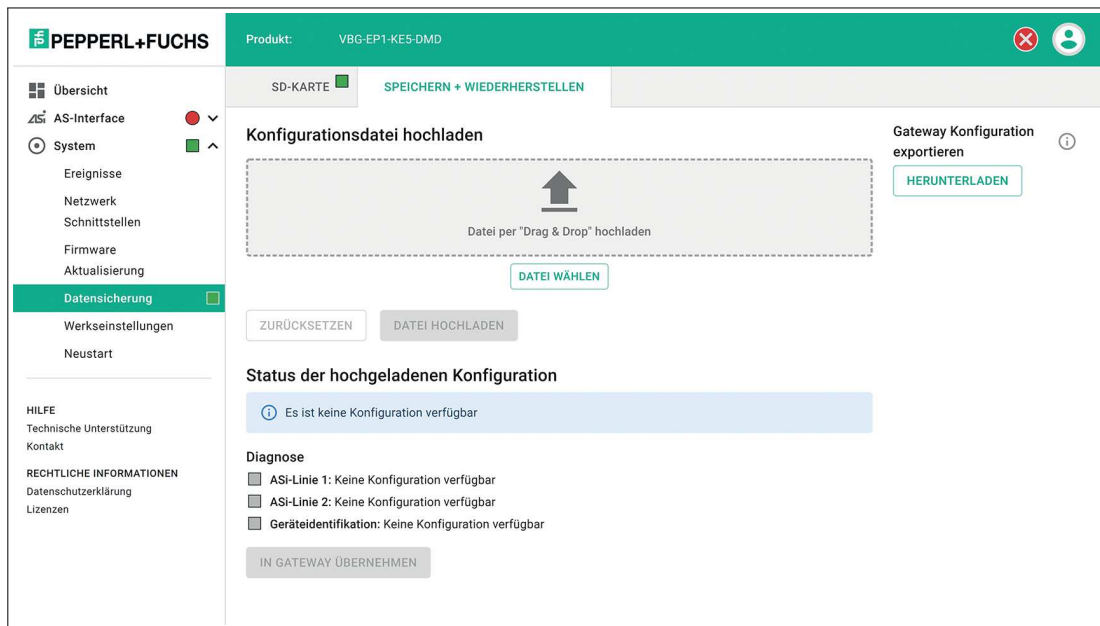 PEPPERL+FUCHS
Produkt: VBG-EP1-KE5-DMD
Übersicht
ASi AS-Interface
System
Ereignisse
Netzwerk
Schnittstellen
Firmware
Aktualisierung
Datensicherung
Werkseinstellungen
Neustart
HILFE
Technische Unterstützung
Kontakt
RECHTLICHE INFORMATIONEN
Datenschutzerklärung
Lizenzen
SD-KARTE
SPEICHERN + WIEDERHERSTELLEN
Konfigurationsdatei hochladen
Datei per "Drag & Drop" hochladen
DATEI WÄHLEN
ZURÜCKSETZEN
DATEI HOCHLADEN
Status der hochgeladenen Konfiguration
Es ist keine Konfiguration verfügbar
Diagnose
ASi-Linie 1: Keine Konfiguration verfügbar
ASi-Linie 2: Keine Konfiguration verfügbar
Geräteidentifikation: Keine Konfiguration verfügbar
IN GATEWAY ÜBERNEHMEN
Gateway Konfiguration
exportieren
HERUNTERLADEN